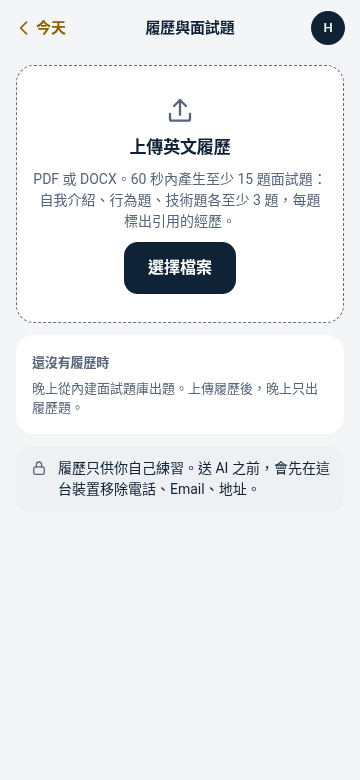 今天
履歷與面試題
H
上傳英文履歷
PDF 或 DOCX。60 秒內產生至少 15 題面試題：
自我介紹、行為題、技術題各至少 3 題，每題
標出引用的經歷。
選擇檔案
還沒有履歷時
晚上從內建面試題庫出題。上傳履歷後，晚上只出
履歷題。
履歷只供你自己練習。送 AI 之前，會先在這
台裝置移除電話、Email、地址。